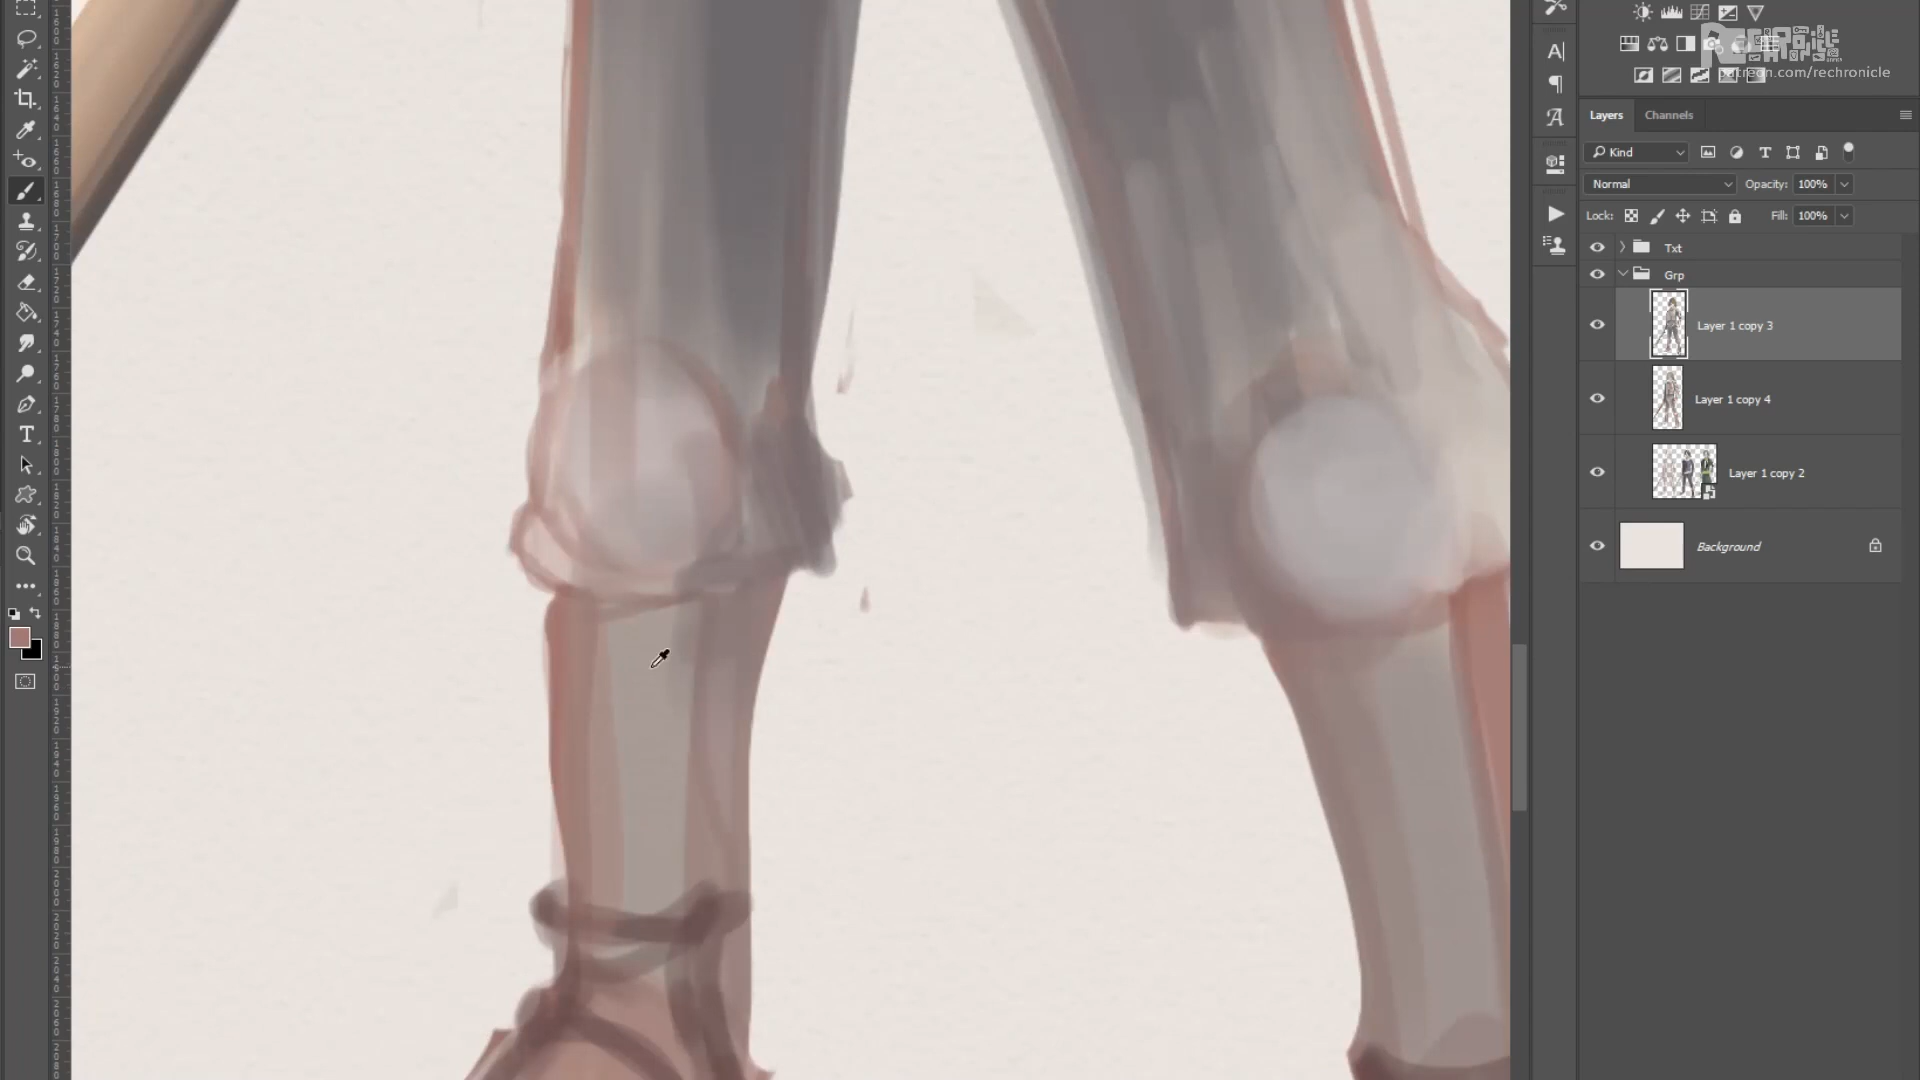 patreon.com/rechronicle
Layers Channels
Kind
Normal Opacity: 100%
Lock: Fill: 100%
Txt
Grp
Layer 1 copy 3
Layer 1 copy 4
Layer 1 copy 2
Background